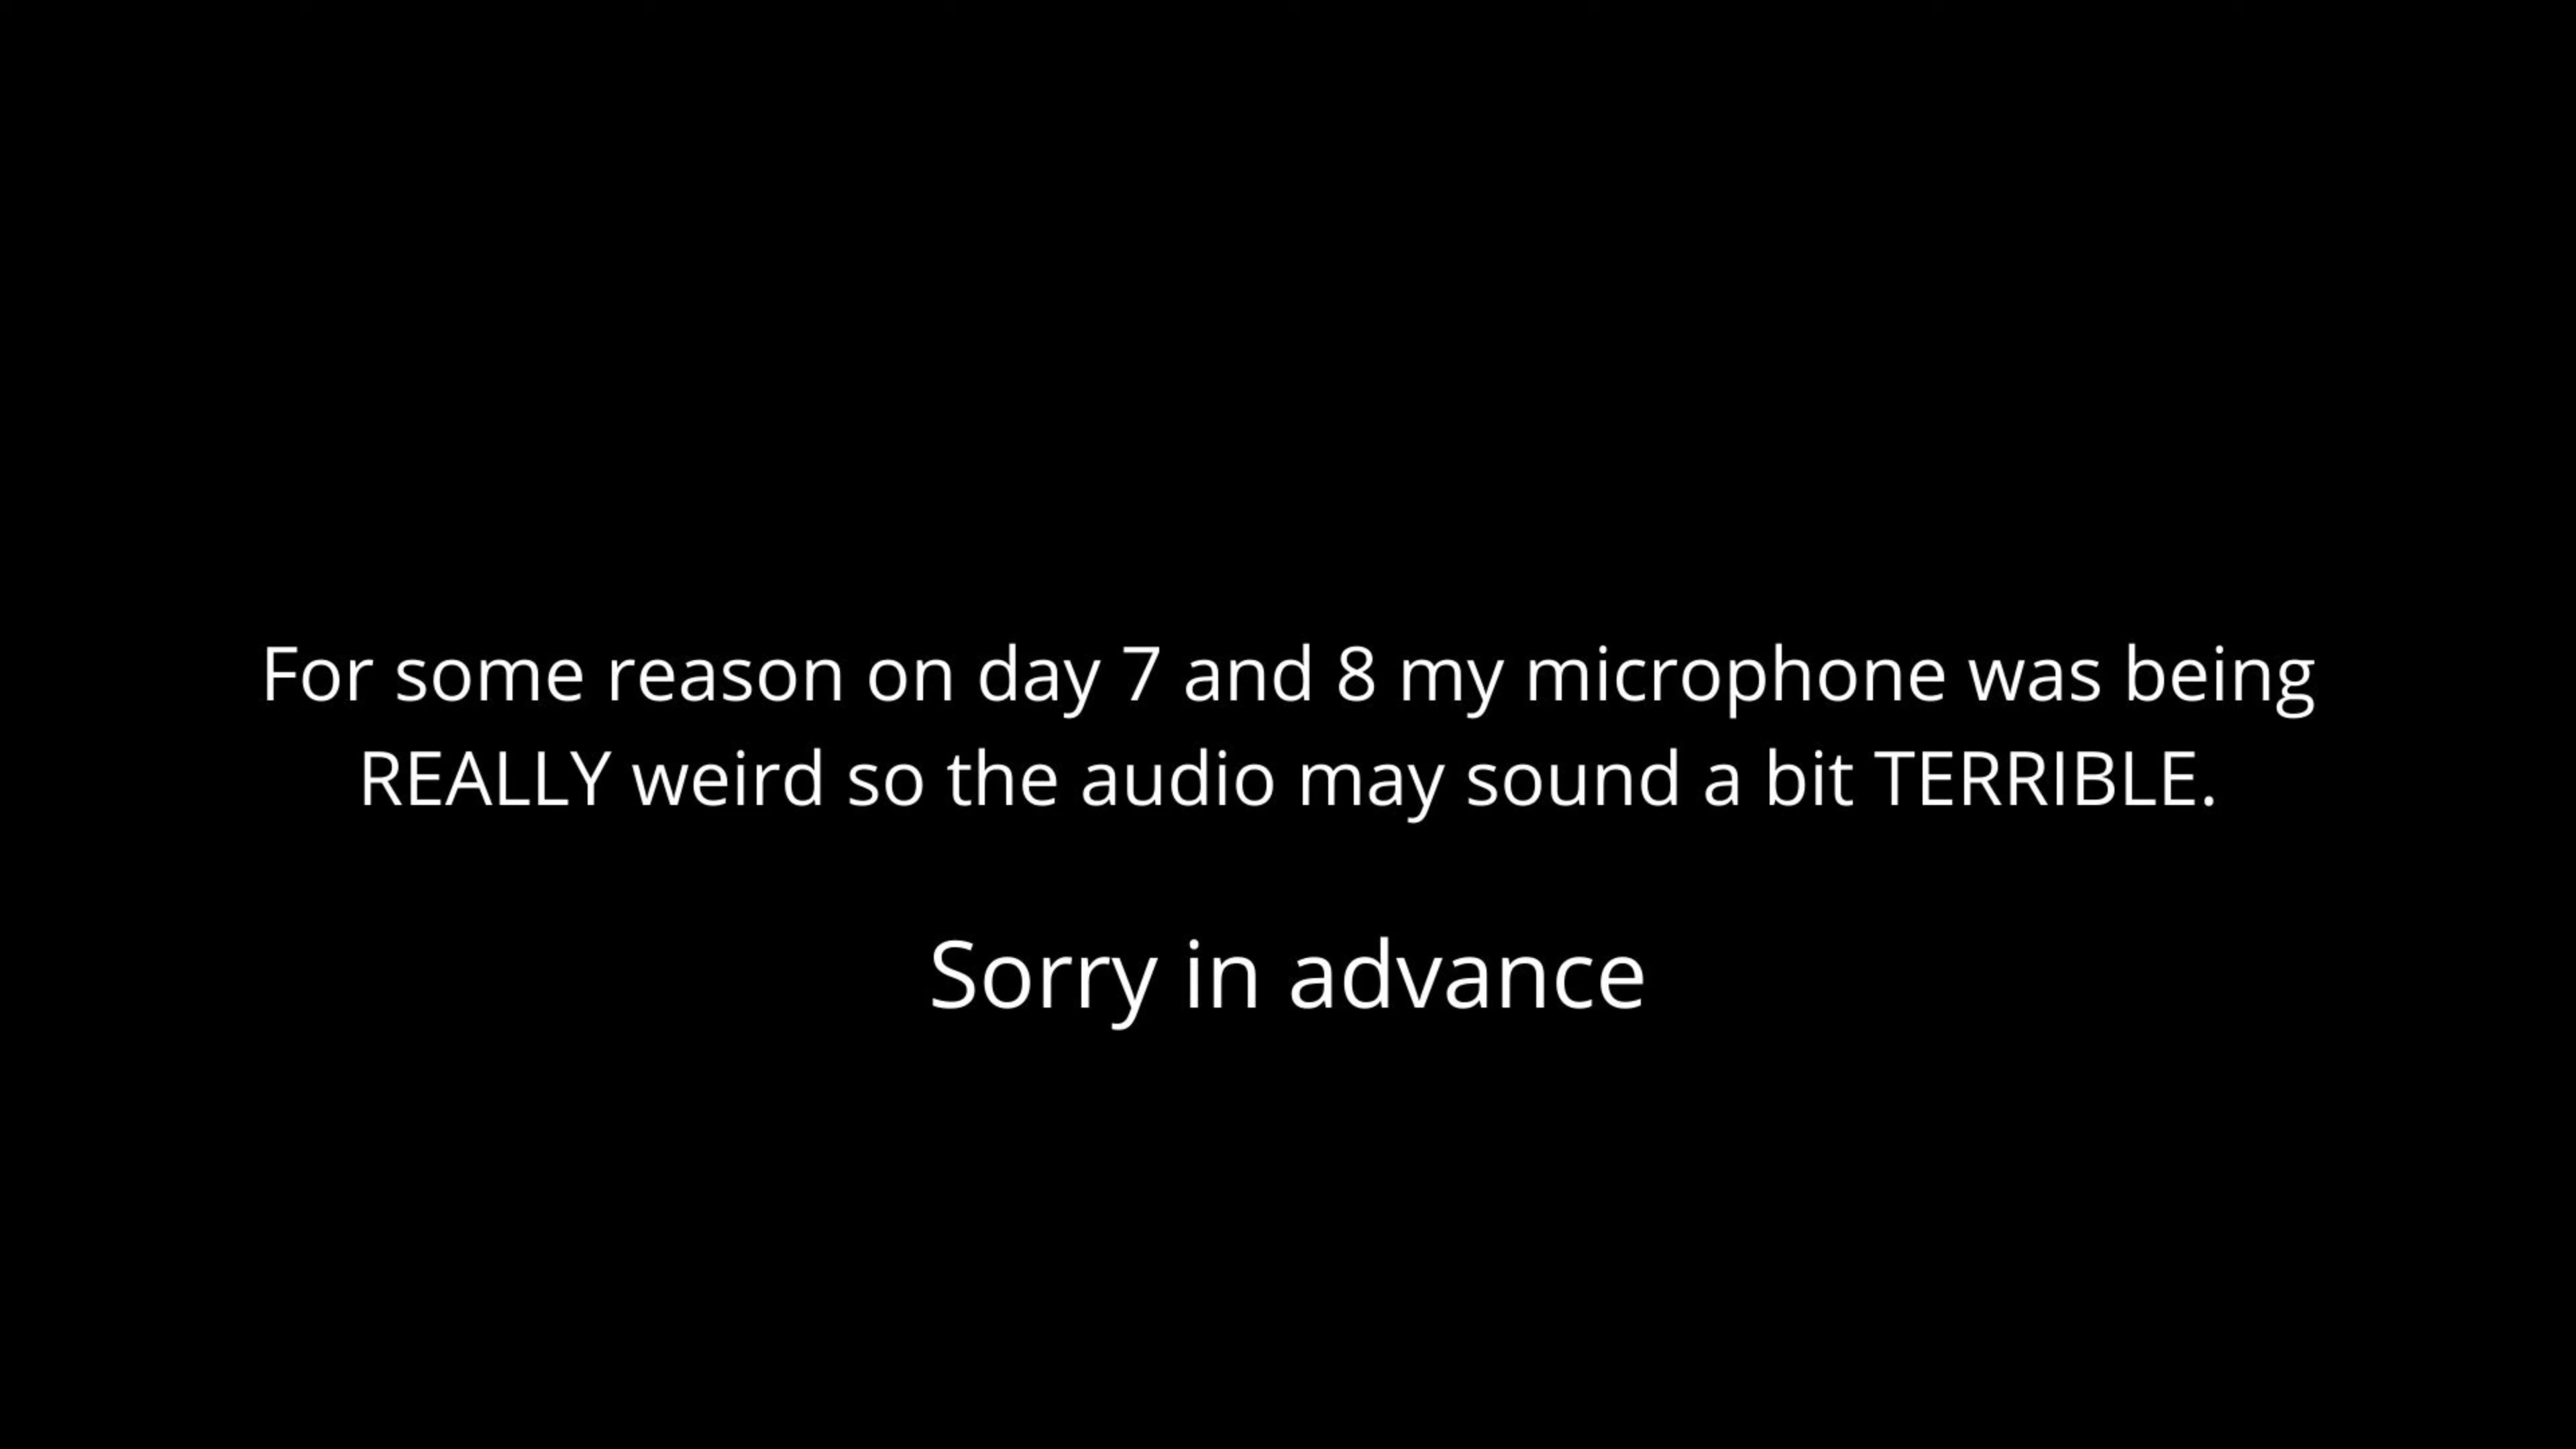 For some reason on day 7 and 8 my microphone was being
REALLY weird so the audio may sound a bit TERRIBLE.
Sorry in advance